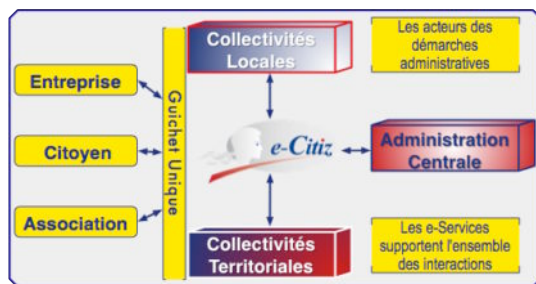 Collectivités
Locales
Les acteurs des
démarches
administratives
Entreprise
Citoyen
Association
Guichet Unique
e-Citiz
Administration
Centrale
Collectivités
Territoriales
Les e-Services
supportent l'ensemble
des interactions